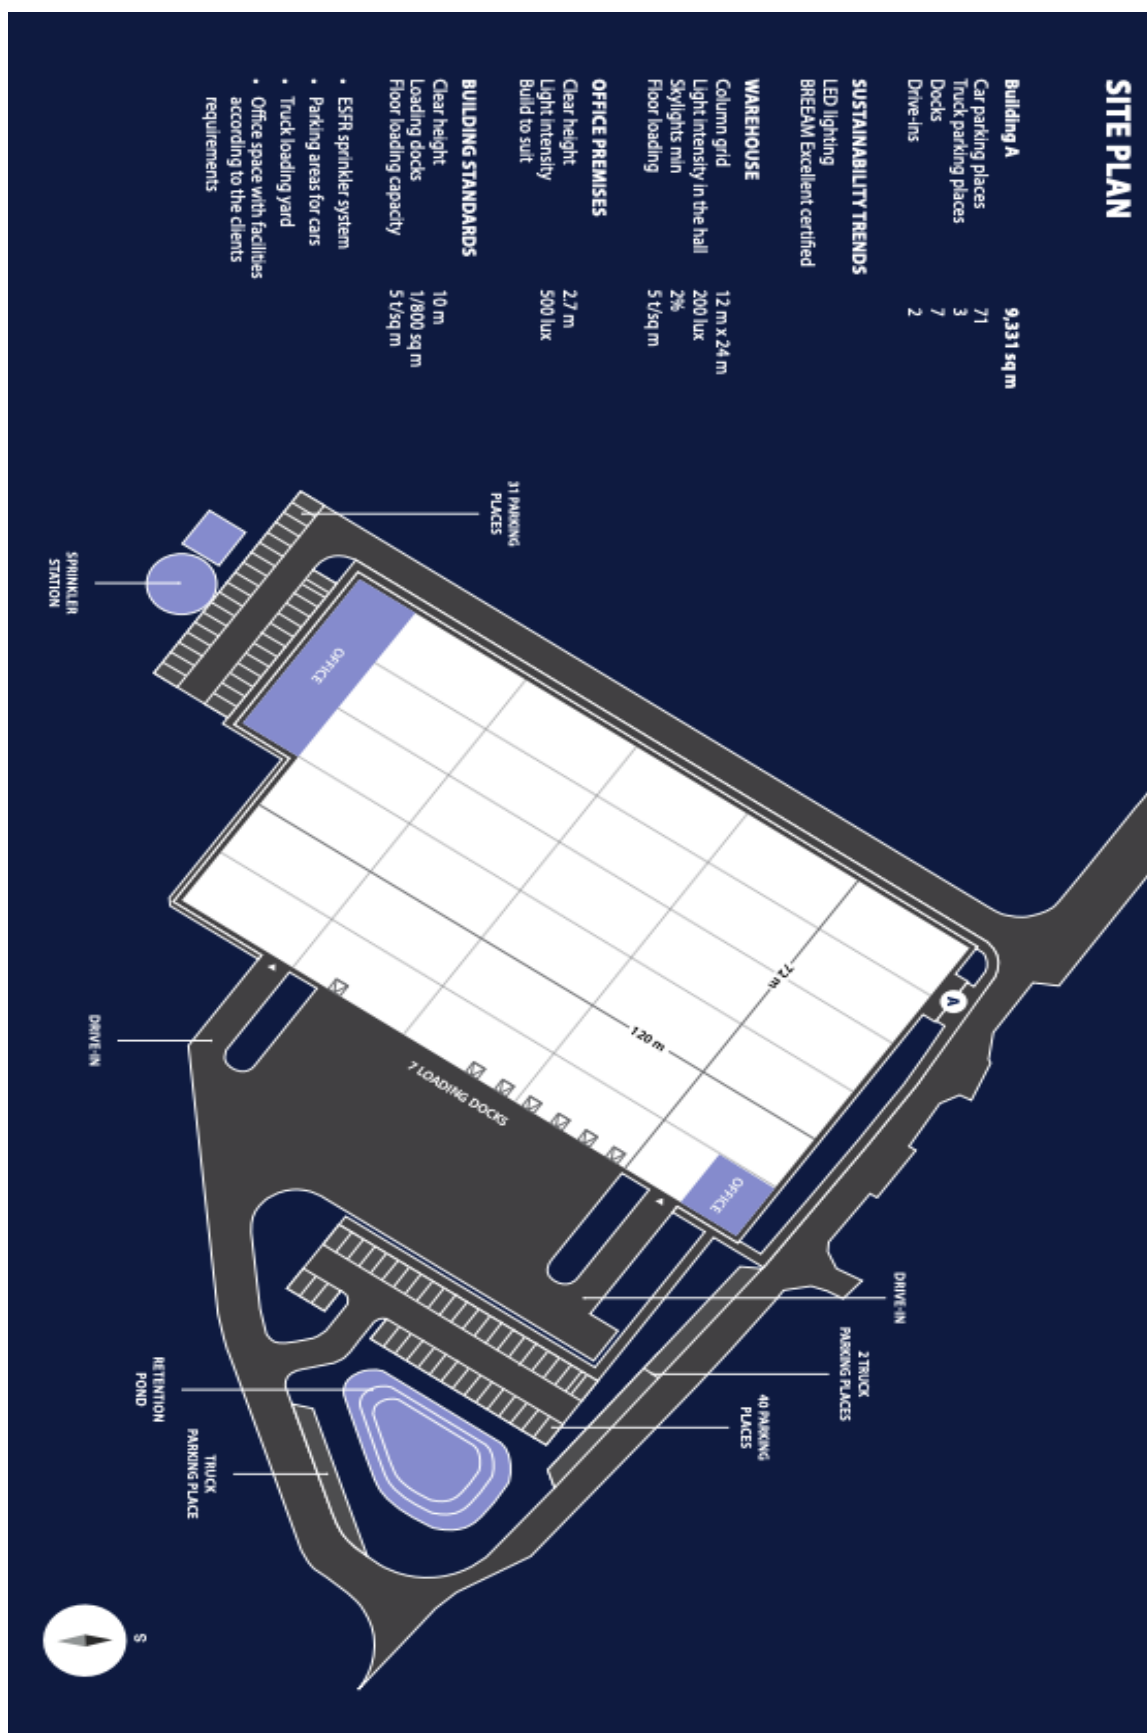 SITE PLAN
Building A 9,331 sq m
Car parking places 71
Truck parking places 3
Docks 7
Drive-ins 2
SUSTAINABILITY TRENDS
LED lighting
BREEAM Excellent certified
WAREHOUSE
Column grid 12 m x 24 m
Light intensity in the hall 200 lux
Skylights min 2%
Floor loading 5 t/sq m
OFFICE PREMISES
Clear height 2.7 m
Light intensity 500 lux
Build to suit
BUILDING STANDARDS
Clear height 10 m
Loading docks 1/800 sq m
Floor loading capacity 5 t/sq m
• ESFR sprinkler system
• Parking areas for cars
• Truck loading yard
• Office space with facilities
according to the clients
requirements
31 PARKING
PLACES
SPRINKLER
STATION
OFFICE
A
72 m
120 m
7 LOADING DOCKS
OFFICE
DRIVE-IN
DRIVE-IN
2 TRUCK
PARKING PLACES
40 PARKING
PLACES
RETENTION
POND
TRUCK
PARKING PLACE
S